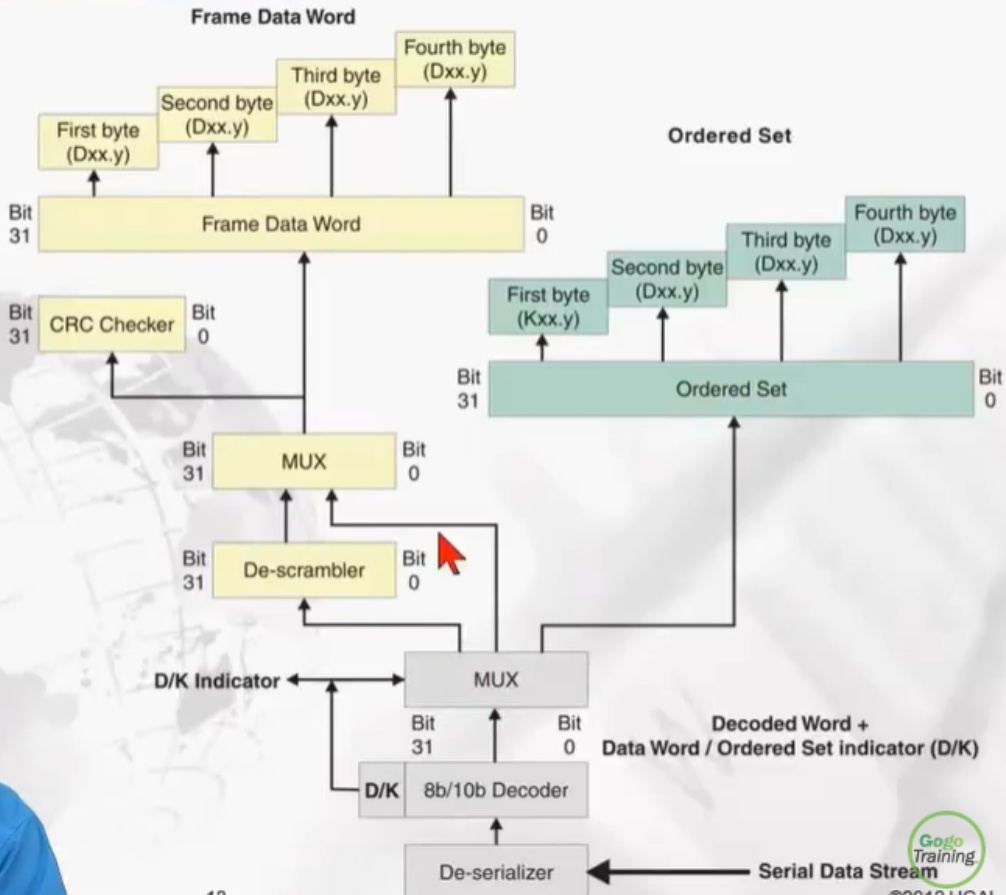 Frame Data Word
Fourth byte
(Dxx.y)
Third byte
(Dxx.y)
Second byte
(Dxx.y)
First byte
(Dxx.y)
Ordered Set
Bit
31
Frame Data Word
Bit
0
Fourth byte
(Dxx.y)
Third byte
(Dxx.y)
Second byte
(Dxx.y)
First byte
(Kxx.y)
Bit
31
CRC Checker
Bit
0
Bit
31
Ordered Set
Bit
0
Bit
31
MUX
Bit
0
Bit
31
De-scrambler
Bit
0
D/K Indicator
MUX
Bit
31
Bit
0
Decoded Word +
Data Word / Ordered Set indicator (D/K)
D/K
8b/10b Decoder
De-serializer
Serial Data Stream
Gogo
Training